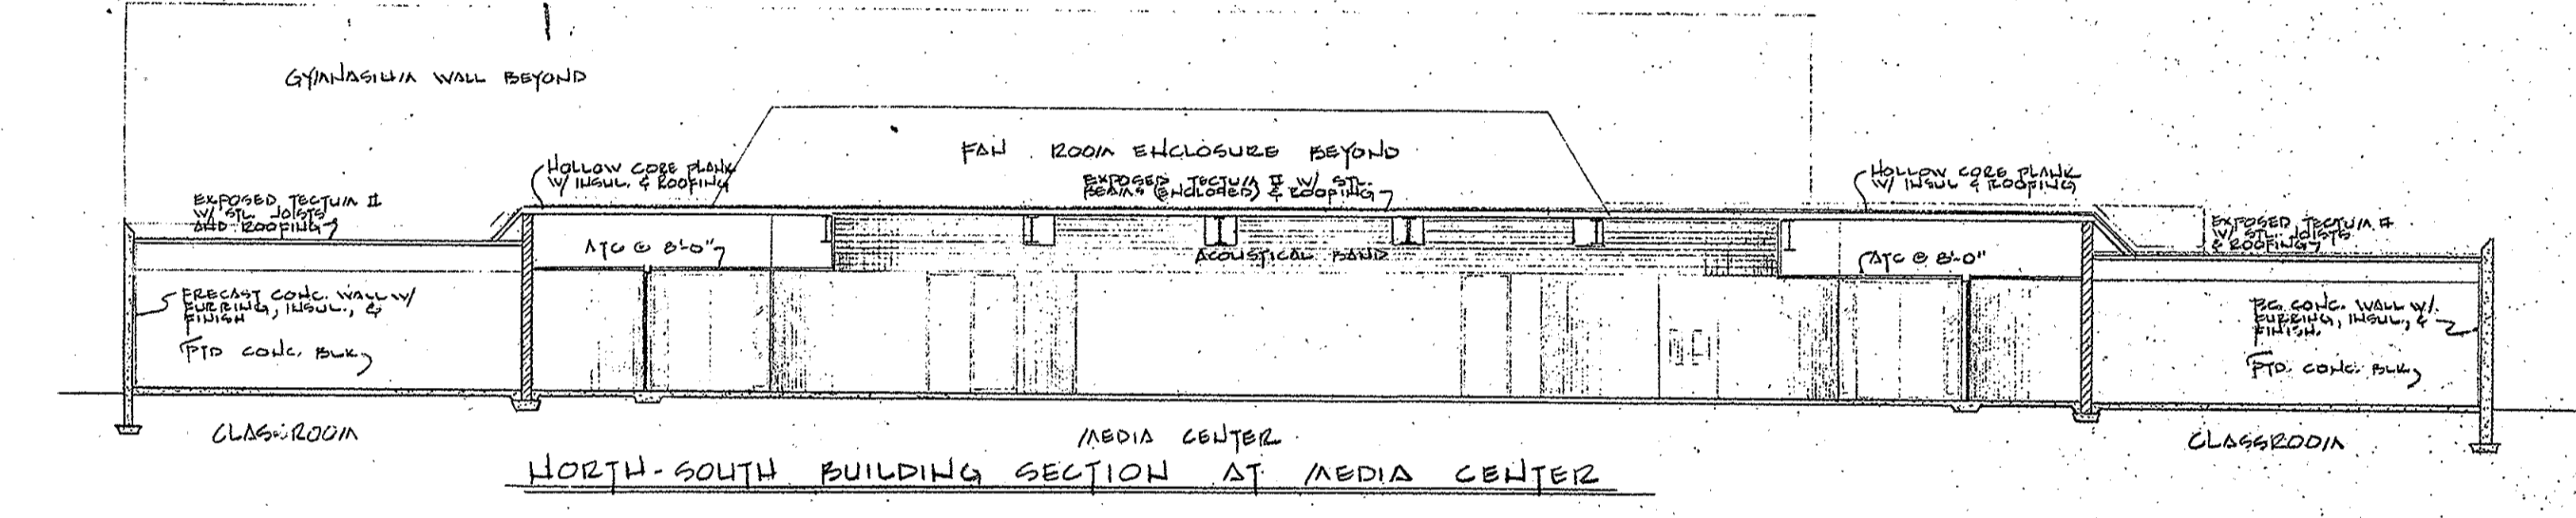 GYMNASIUM WALL BEYOND
FAN ROOM ENCLOSURE BEYOND
HOLLOW CORE PLANK
W/ INSUL. & ROOFING
EXPOSED TECTUM II W/ STL.
BEAMS (ENCLOSED) & ROOFING
HOLLOW CORE PLANK
W/ INSUL & ROOFING
EXPOSED TECTUM II
W/ STL. JOISTS
AND ROOFING
EXPOSED TECTUM II
W/ STL. JOISTS
& ROOFING
ATC @ 8'-0"
ACOUSTICAL BAND
ATC @ 8'-0"
PRECAST CONC. WALL W/
FURRING, INSUL., &
FINISH
PTD CONC. BLK
P.C. CONC. WALL W/
FURRING, INSUL., &
FINISH.
PTD. CONC. BLK
CLASSROOM
MEDIA CENTER
CLASSROOM
NORTH-SOUTH BUILDING SECTION AT MEDIA CENTER